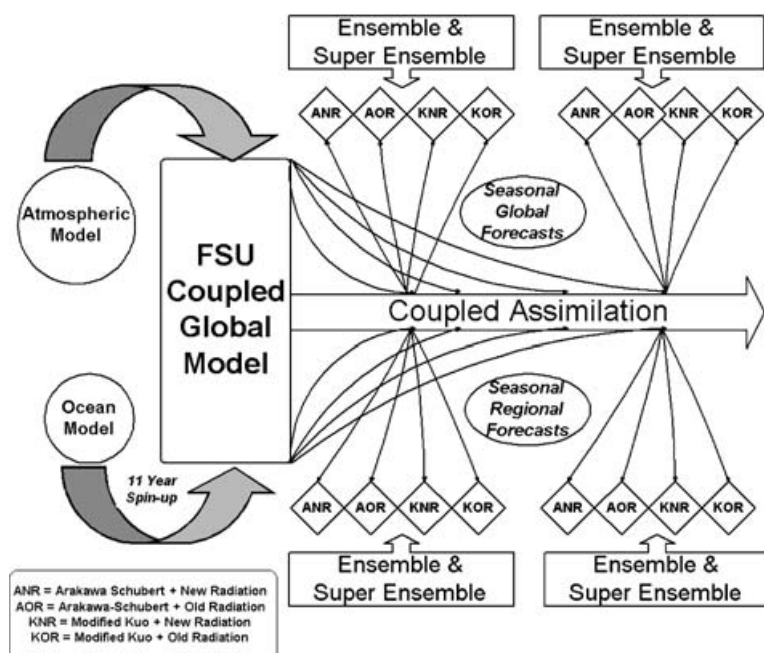 Ensemble &
Super Ensemble
Ensemble &
Super Ensemble
ANR AOR KNR KOR
ANR AOR KNR KOR
Atmospheric
Model
Seasonal
Global
Forecasts
FSU
Coupled
Global
Model
Coupled Assimilation
Ocean
Model
Seasonal
Regional
Forecasts
11 Year
Spin-up
ANR AOR KNR KOR
ANR AOR KNR KOR
Ensemble &
Super Ensemble
Ensemble &
Super Ensemble
ANR = Arakawa Schubert + New Radiation
AOR = Arakawa-Schubert + Old Radiation
KNR = Modified Kuo + New Radiation
KOR = Modified Kuo + Old Radiation